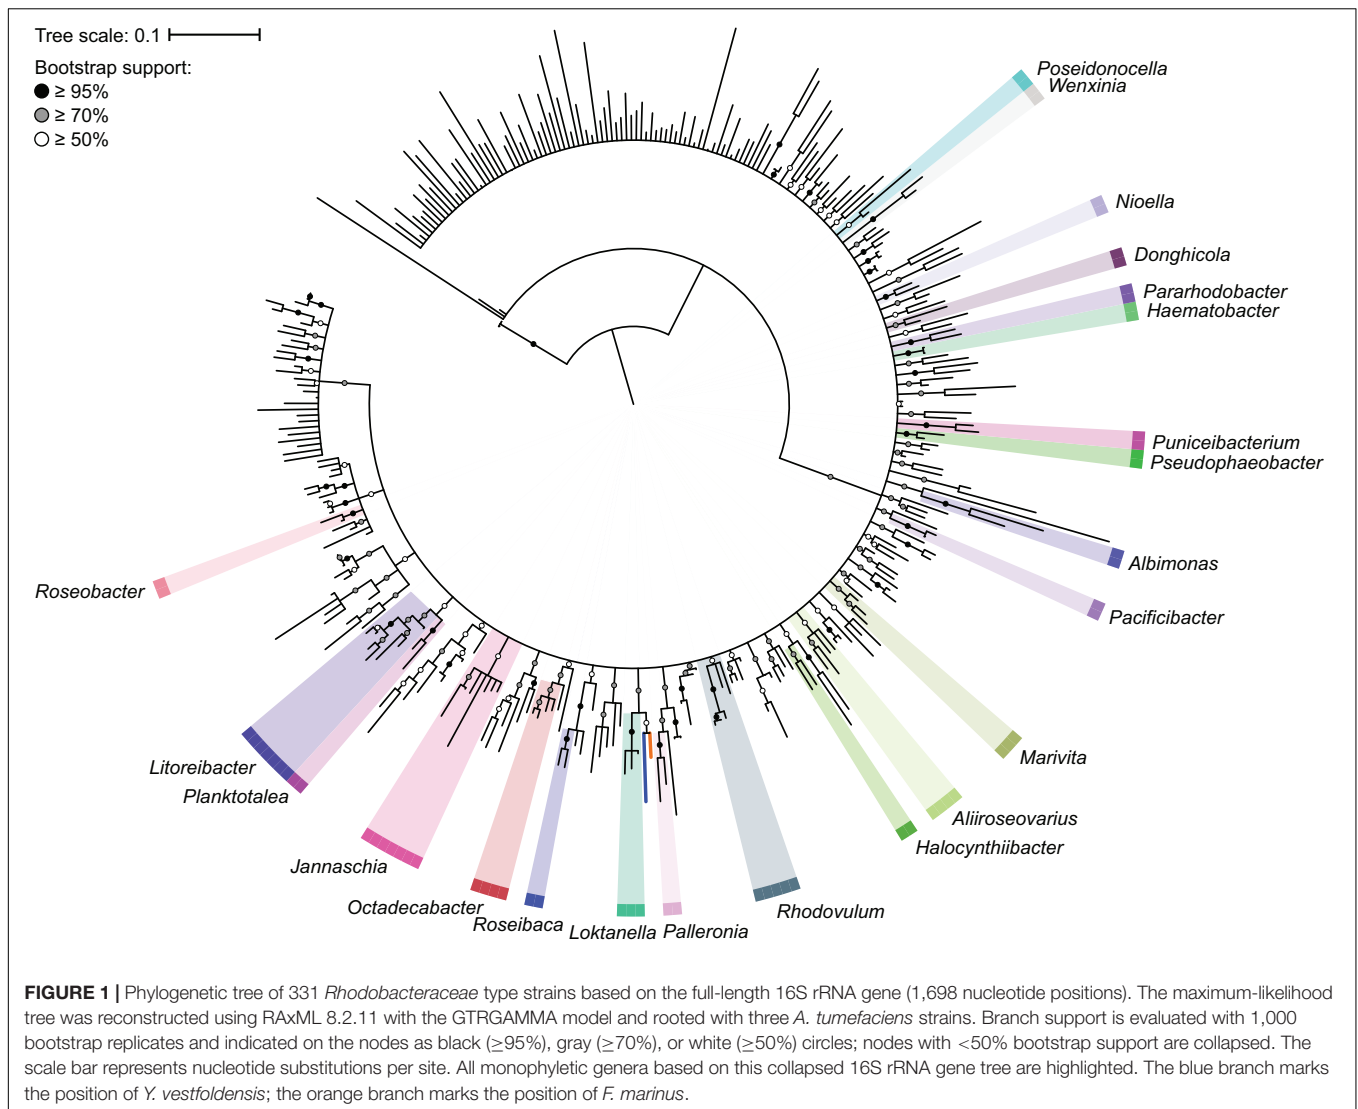 Tree scale: 0.1
Bootstrap support:
≥ 95%
≥ 70%
≥ 50%
Poseidonocella
Wenxinia
Nioella
Donghicola
Pararhodobacter
Haematobacter
Puniceibacterium
Pseudophaeobacter
Albimonas
Pacificibacter
Roseobacter
Marivita
Litoreibacter
Planktotalea
Aliiroseovarius
Halocynthiibacter
Jannaschia
Octadecabacter
Roseibaca
Loktanella
Palleronia
Rhodovulum
FIGURE 1 | Phylogenetic tree of 331 Rhodobacteraceae type strains based on the full-length 16S rRNA gene (1,698 nucleotide positions). The maximum-likelihood
tree was reconstructed using RAxML 8.2.11 with the GTRGAMMA model and rooted with three A. tumefaciens strains. Branch support is evaluated with 1,000
bootstrap replicates and indicated on the nodes as black (≥95%), gray (≥70%), or white (≥50%) circles; nodes with <50% bootstrap support are collapsed. The
scale bar represents nucleotide substitutions per site. All monophyletic genera based on this collapsed 16S rRNA gene tree are highlighted. The blue branch marks
the position of Y. vestfoldensis; the orange branch marks the position of F. marinus.